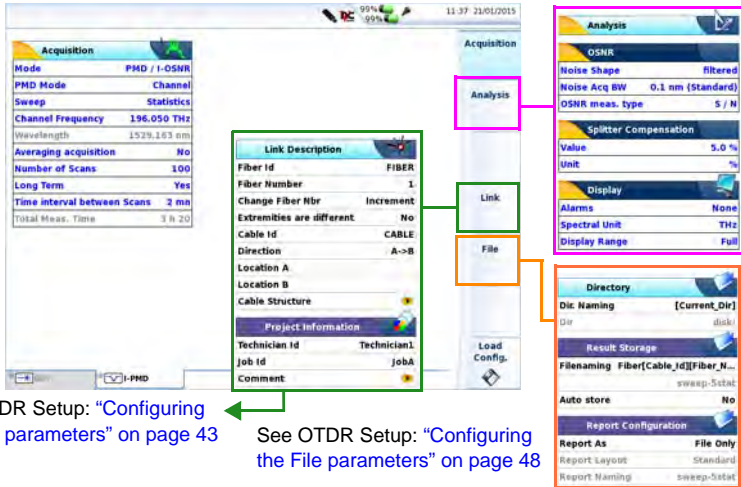 99%
99%
11:37 21/01/2015
Acquisition
Mode PMD / I-OSNR
PMD Mode Channel
Sweep Statistics
Channel Frequency 196.050 THz
Wavelength 1529.163 nm
Averaging acquisition No
Number of Scans 100
Long Term Yes
Time interval between Scans 2 mn
Total Meas. Time 3 h 20
I-PMD
Link Description
Fiber Id FIBER
Fiber Number 1
Change Fiber Nbr Increment
Extremities are different No
Cable Id CABLE
Direction A->B
Location A
Location B
Cable Structure
Project Information
Technician Id Technician1
Job Id JobA
Comment
Acquisition
Analysis
Link
File
Load
Config.
Analysis
OSNR
Noise Shape filtered
Noise Acq BW 0.1 nm (Standard)
OSNR meas. type S / N
Splitter Compensation
Value 5.0 %
Unit %
Display
Alarms None
Spectral Unit THz
Display Range Full
Directory
Dir. Naming [Current_Dir]
Dir disk/
Result Storage
Filenaming Fiber[Cable_Id][Fiber_N...
sweep-5stat
Auto store No
Report Configuration
Report As File Only
Report Layout Standard
Report Naming sweep-5stat
DR Setup: “Configuring
parameters” on page 43
See OTDR Setup: “Configuring
the File parameters” on page 48